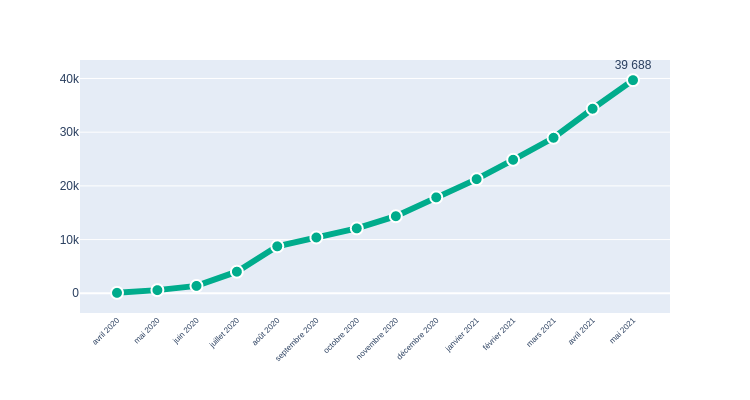 39 688
40k
30k
20k
10k
0
avril 2020
mai 2020
juin 2020
juillet 2020
août 2020
septembre 2020
octobre 2020
novembre 2020
décembre 2020
janvier 2021
février 2021
mars 2021
avril 2021
mai 2021